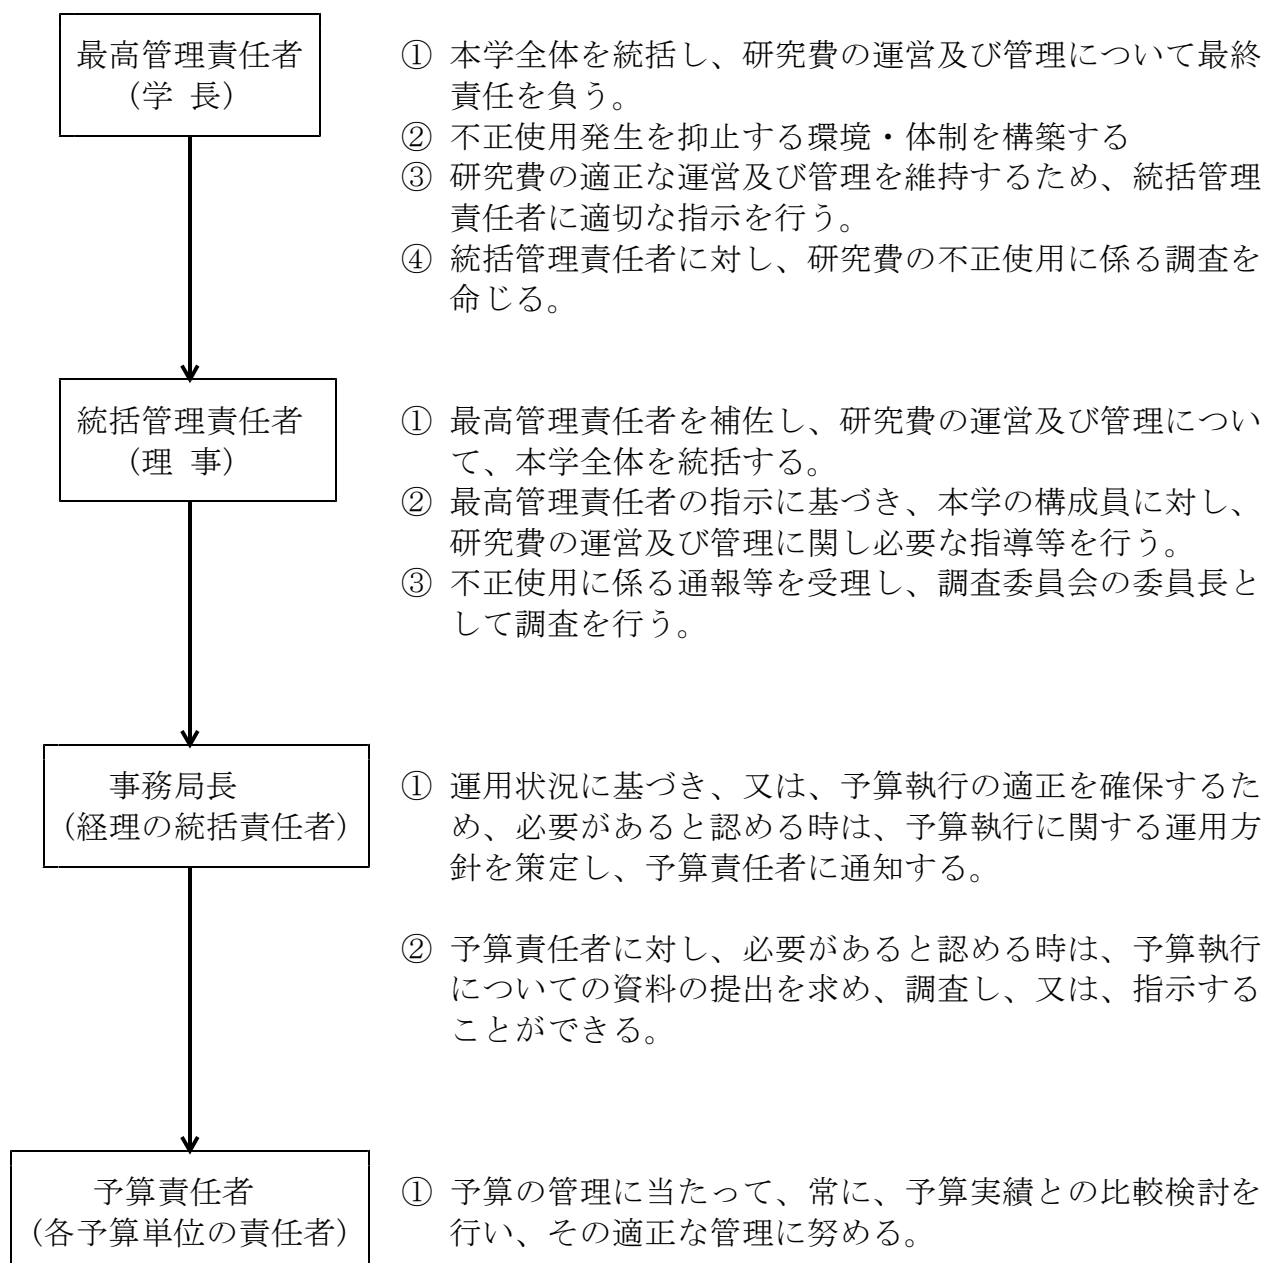 最高管理責任者
(学 長)
① 本学全体を統括し、研究費の運営及び管理について最終
責任を負う。
② 不正使用発生を抑止する環境・体制を構築する
③ 研究費の適正な運営及び管理を維持するため、統括管理
責任者に適切な指示を行う。
④ 統括管理責任者に対し、研究費の不正使用に係る調査を
命じる。
統括管理責任者
(理 事)
① 最高管理責任者を補佐し、研究費の運営及び管理につい
て、本学全体を統括する。
② 最高管理責任者の指示に基づき、本学の構成員に対し、
研究費の運営及び管理に関し必要な指導等を行う。
③ 不正使用に係る通報等を受理し、調査委員会の委員長と
して調査を行う。
事務局長
(経理の統括責任者)
① 運用状況に基づき、又は、予算執行の適正を確保するた
め、必要があると認める時は、予算執行に関する運用方
針を策定し、予算責任者に通知する。
② 予算責任者に対し、必要があると認める時は、予算執行
についての資料の提出を求め、調査し、又は、指示する
ことができる。
予算責任者
(各予算単位の責任者)
① 予算の管理に当たって、常に、予算実績との比較検討を
行い、その適正な管理に努める。